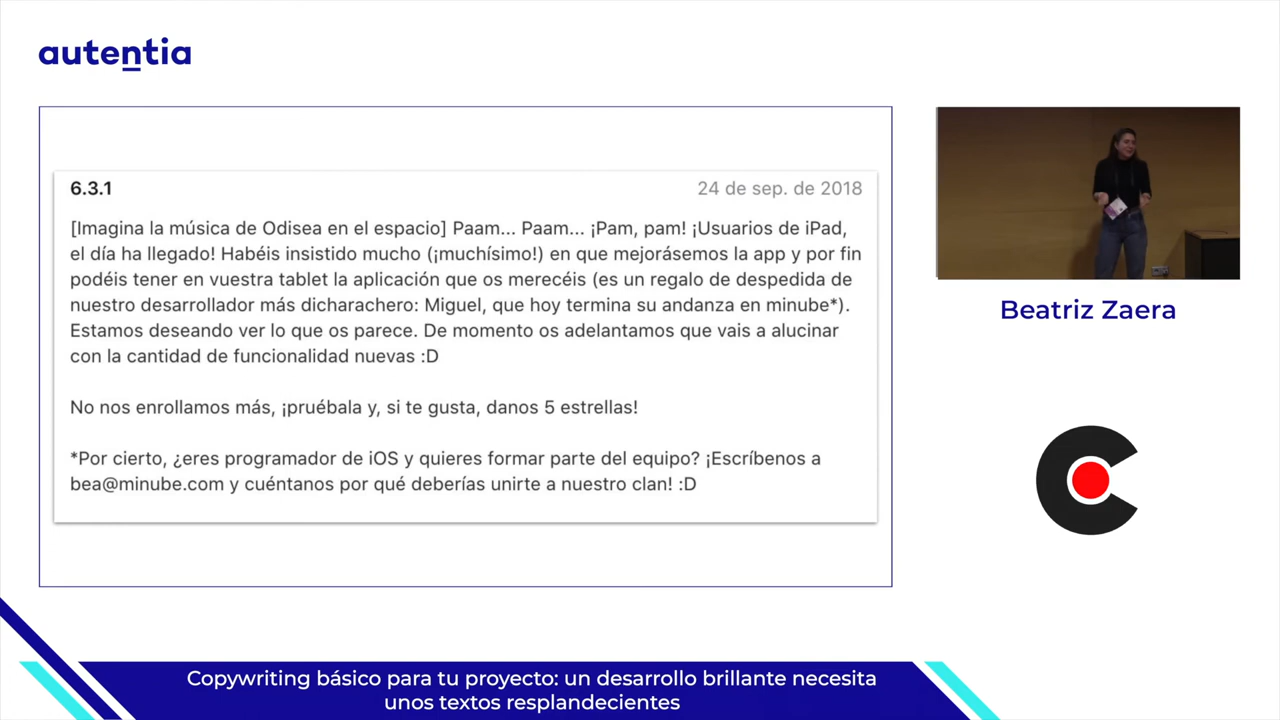 autentia
6.3.1
24 de sep. de 2018
[Imagina la música de Odisea en el espacio] Paam... Paam... ¡Pam, pam! ¡Usuarios de iPad,
el día ha llegado! Habéis insistido mucho (¡muchísimo!) en que mejorásemos la app y por fin
podéis tener en vuestra tablet la aplicación que os merecéis (es un regalo de despedida de
nuestro desarrollador más dicharachero: Miguel, que hoy termina su andanza en minube*).
Estamos deseando ver lo que os parece. De momento os adelantamos que vais a alucinar
con la cantidad de funcionalidad nuevas :D
No nos enrollamos más, ¡pruébala y, si te gusta, danos 5 estrellas!
*Por cierto, ¿eres programador de iOS y quieres formar parte del equipo? ¡Escríbenos a
bea@minube.com y cuéntanos por qué deberías unirte a nuestro clan! :D
Beatriz Zaera
Copywriting básico para tu proyecto: un desarrollo brillante necesita
unos textos resplandecientes